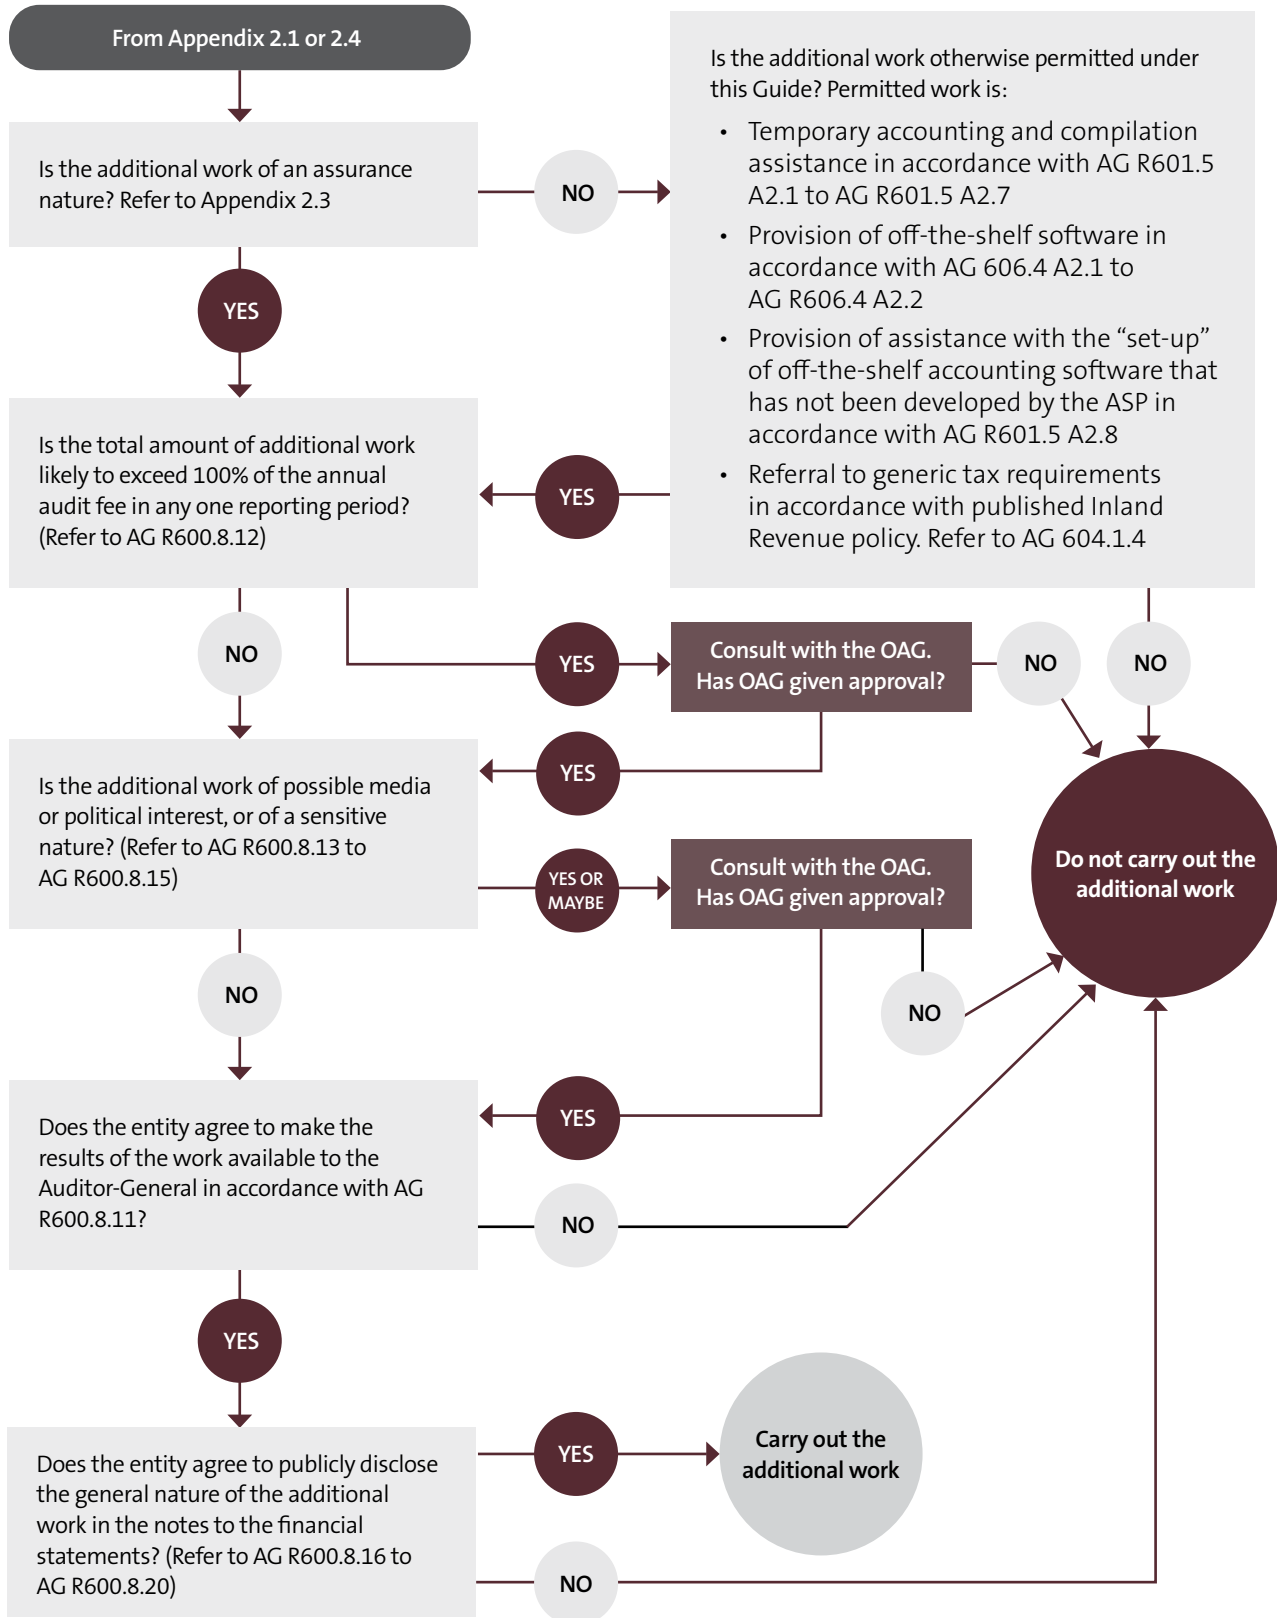 From Appendix 2.1 or 2.4
Is the additional work of an assurance
nature? Refer to Appendix 2.3
NO
Is the additional work otherwise permitted under
this Guide? Permitted work is:
• Temporary accounting and compilation
assistance in accordance with AG R601.5
A2.1 to AG R601.5 A2.7
• Provision of off-the-shelf software in
accordance with AG 606.4 A2.1 to
AG R606.4 A2.2
• Provision of assistance with the “set-up”
of off-the-shelf accounting software that
has not been developed by the ASP in
accordance with AG R601.5 A2.8
• Referral to generic tax requirements
in accordance with published Inland
Revenue policy. Refer to AG 604.1.4
YES
Is the total amount of additional work
likely to exceed 100% of the annual
audit fee in any one reporting period?
(Refer to AG R600.8.12)
YES
NO
YES
Consult with the OAG.
Has OAG given approval?
NO
NO
YES
Is the additional work of possible media
or political interest, or of a sensitive
nature? (Refer to AG R600.8.13 to
AG R600.8.15)
YES OR
MAYBE
Consult with the OAG.
Has OAG given approval?
Do not carry out the
additional work
NO
NO
YES
Does the entity agree to make the
results of the work available to the
Auditor-General in accordance with AG
R600.8.11?
NO
YES
Does the entity agree to publicly disclose
the general nature of the additional
work in the notes to the financial
statements? (Refer to AG R600.8.16 to
AG R600.8.20)
YES
Carry out the
additional work
NO